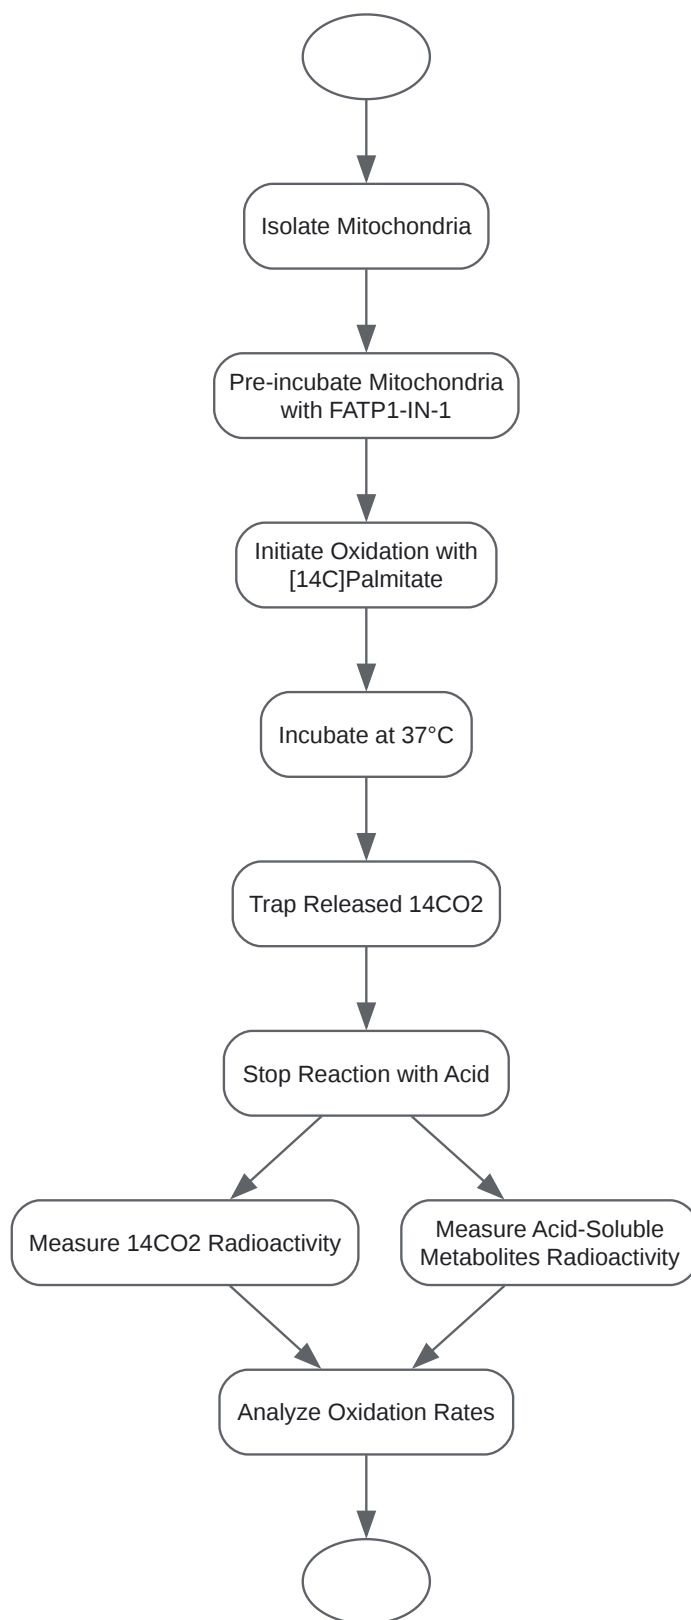 Isolate Mitochondria
Pre-incubate Mitochondria
with FATP1-IN-1
Initiate Oxidation with
[14C]Palmitate
Incubate at 37°C
Trap Released 14CO2
Stop Reaction with Acid
Measure 14CO2 Radioactivity
Measure Acid-Soluble
Metabolites Radioactivity
Analyze Oxidation Rates